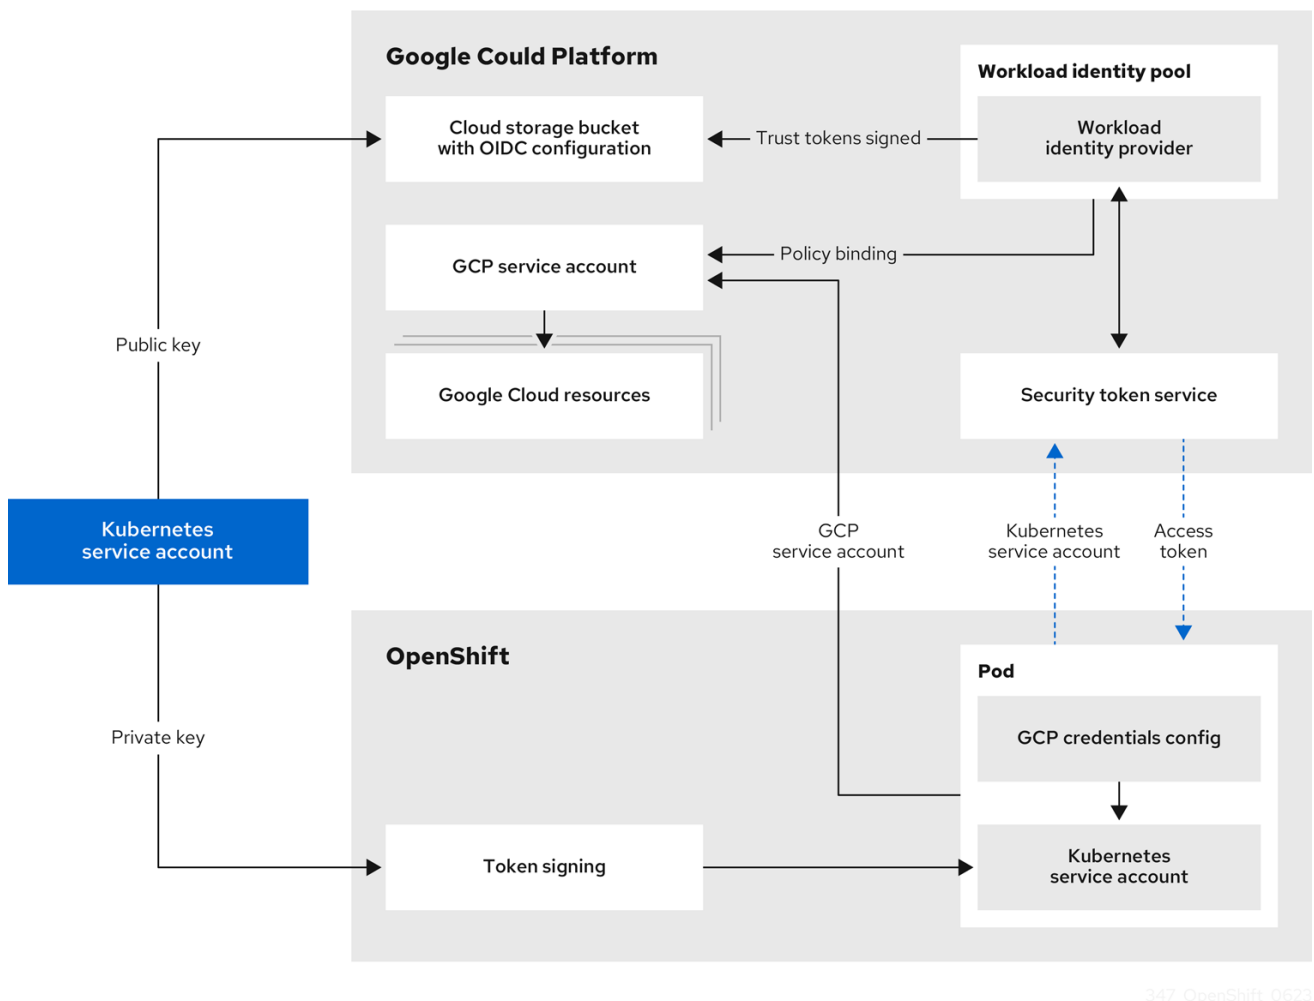 Google Could Platform
Workload identity pool
Cloud storage bucket
with OIDC configuration
Trust tokens signed
Workload
identity provider
GCP service account
Policy binding
Public key
Google Cloud resources
Security token service
Kubernetes
service account
GCP
service account
Kubernetes
service account
Access
token
OpenShift
Pod
Private key
GCP credentials config
Token signing
Kubernetes
service account
347_OpenShift_0623